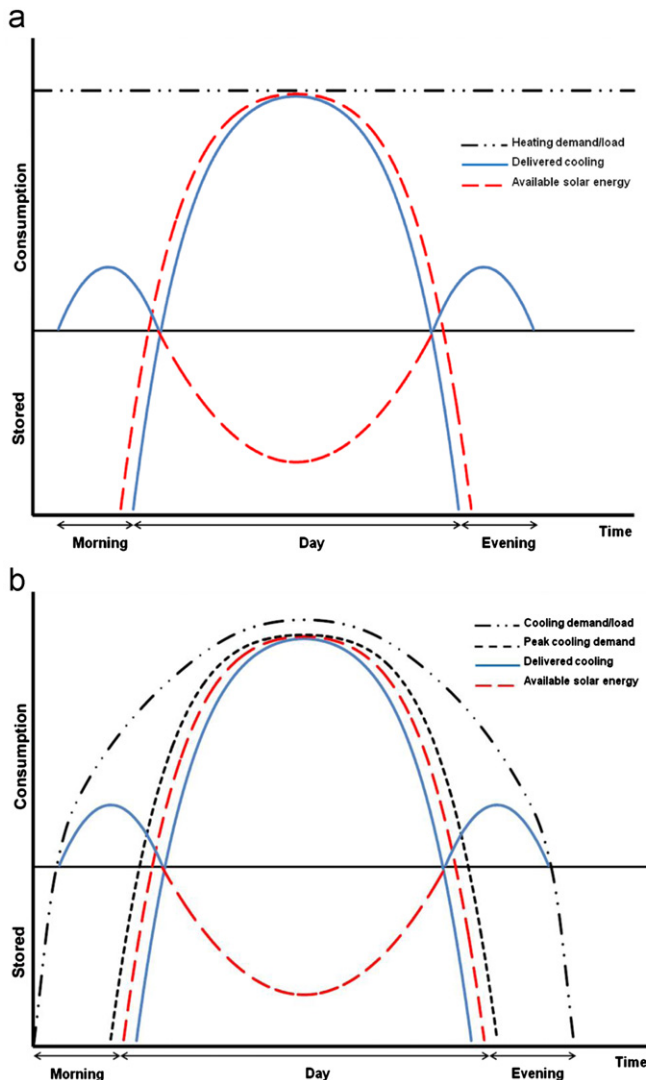 a
Consumption
Stored
Heating demand/load
Delivered cooling
Available solar energy
Time
Morning
Day
Evening
b
Consumption
Stored
Cooling demand/load
Peak cooling demand
Delivered cooling
Available solar energy
Time
Morning
Day
Evening